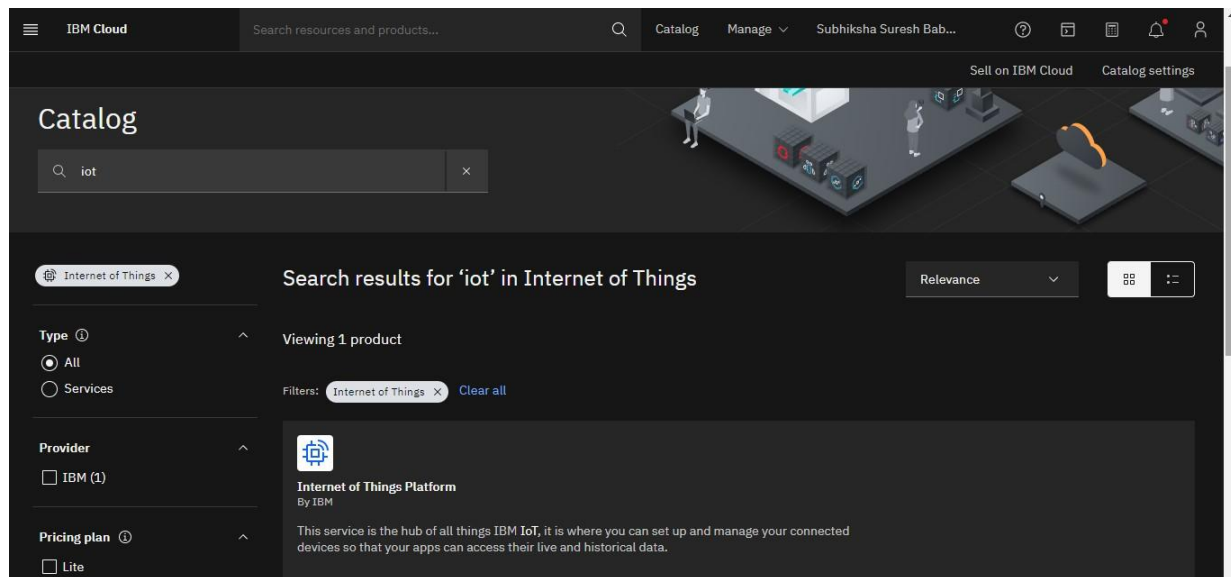 IBM Cloud
Search resources and products...
Catalog
Manage
Subhiksha Suresh Bab...
Sell on IBM Cloud
Catalog settings
Catalog
iot
Internet of Things
Type
All
Services
Provider
IBM (1)
Pricing plan
Lite
Search results for ‘iot’ in Internet of Things
Relevance
Viewing 1 product
Filters: Internet of Things Clear all
Internet of Things Platform
By IBM
This service is the hub of all things IBM IoT, it is where you can set up and manage your connected
devices so that your apps can access their live and historical data.